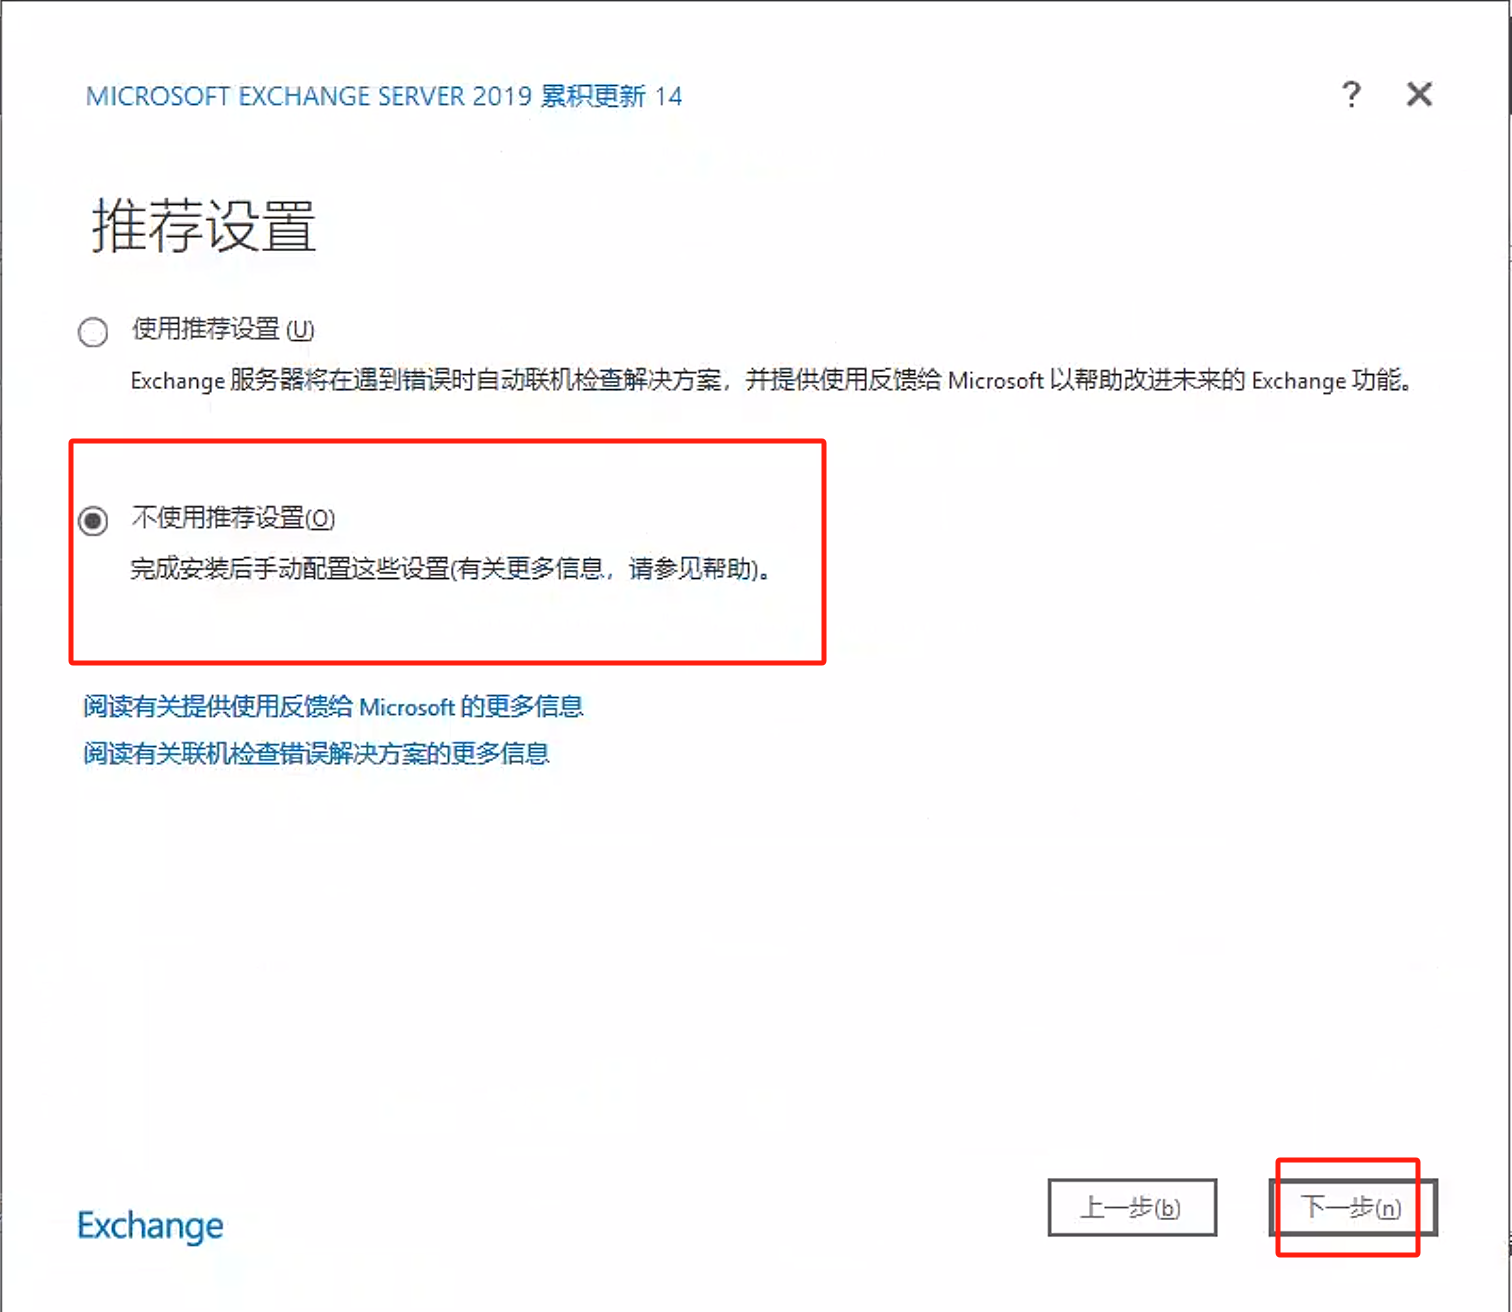 MICROSOFT EXCHANGE SERVER 2019 累积更新 14
?
推荐设置
使用推荐设置 (U)
Exchange 服务器将在遇到错误时自动联机检查解决方案，并提供使用反馈给 Microsoft 以帮助改进未来的 Exchange 功能。
不使用推荐设置(O)
完成安装后手动配置这些设置(有关更多信息，请参见帮助)。
阅读有关提供使用反馈给 Microsoft 的更多信息
阅读有关联机检查错误解决方案的更多信息
Exchange
上一步(b)
下一步(n)